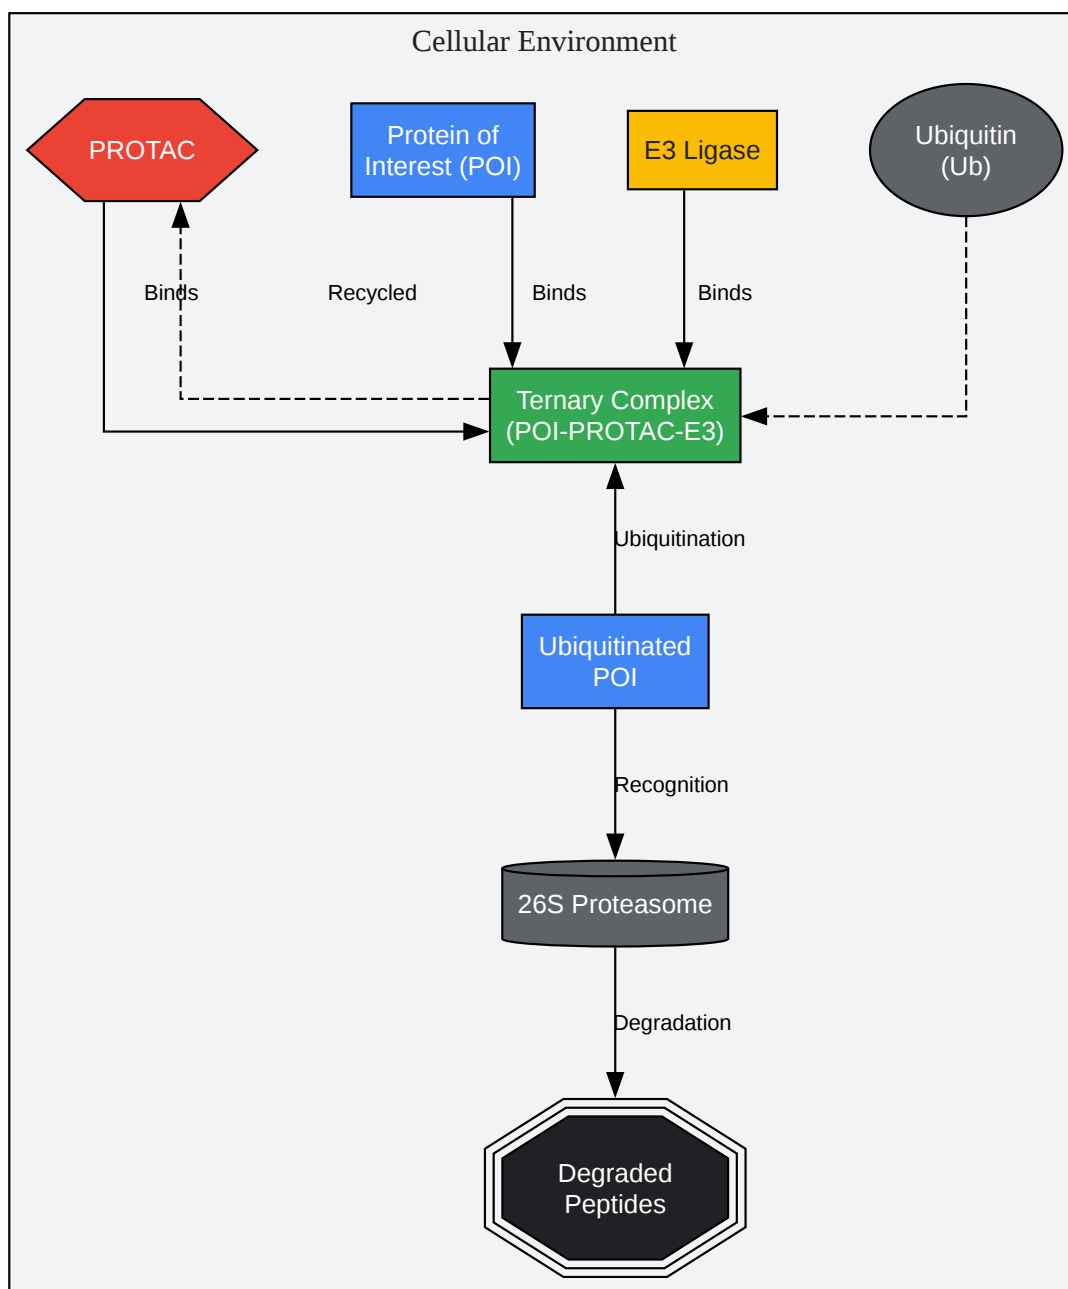 Cellular Environment
PROTAC
Protein of
Interest (POI)
E3 Ligase
Ubiquitin
(Ub)
Binds
Recycled
Binds
Binds
Ternary Complex
(POI-PROTAC-E3)
Ubiquitination
Ubiquitinated
POI
Recognition
26S Proteasome
Degradation
Degraded
Peptides